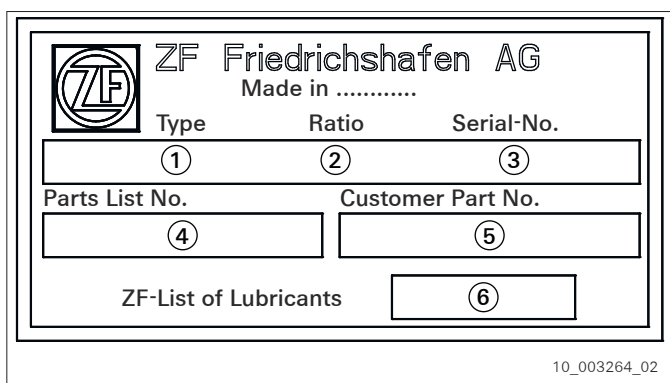 ZF Friedrichshafen AG
ZF
Made in ............
Type Ratio Serial-No.
1 2 3
Parts List No. Customer Part No.
4 5
ZF-List of Lubricants 6
10_003264_02